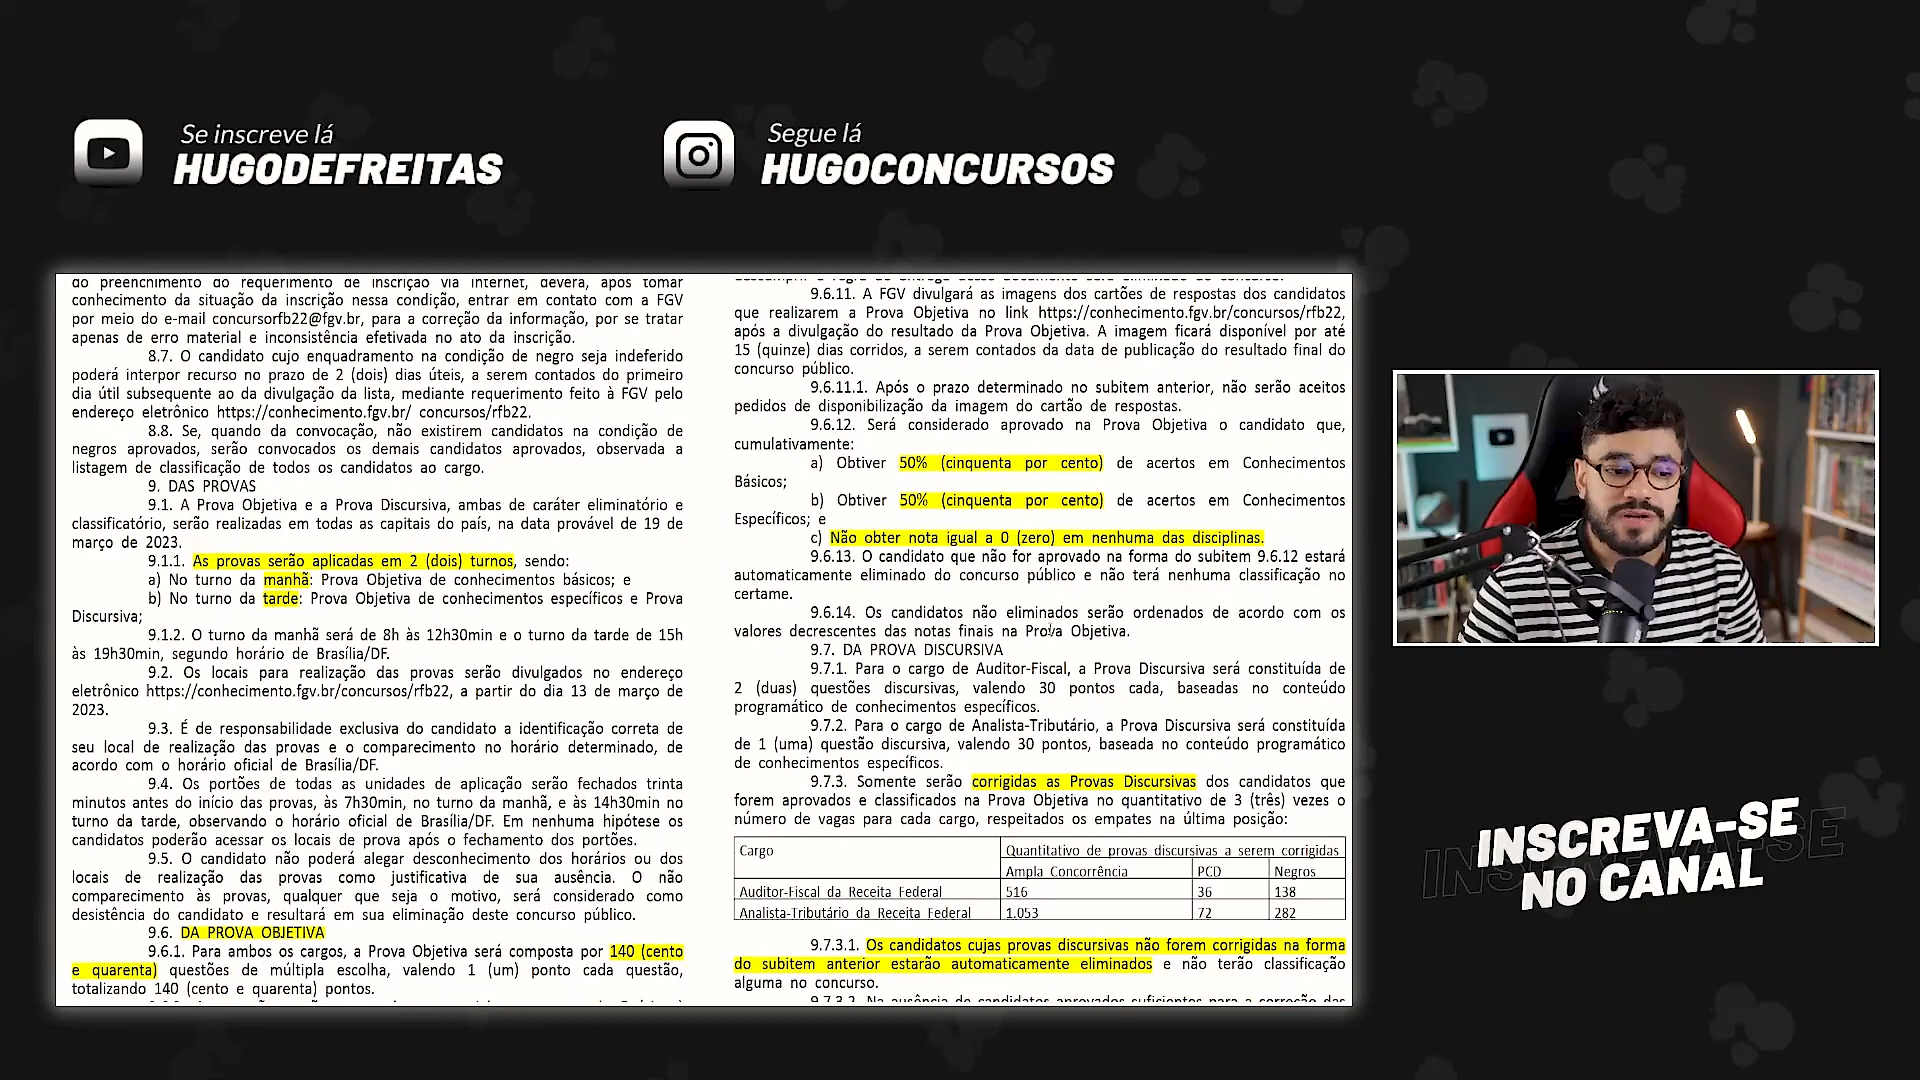 Se inscreve lá
HUGODEFREITAS
Segue lá
HUGOCONCURSOS
do preenchimento do requerimento de inscrição via internet, deverá, após tomar
conhecimento da situação da inscrição nessa condição, entrar em contato com a FGV
por meio do e-mail concursorfb22@fgv.br, para a correção da informação, por se tratar
apenas de erro material e inconsistência efetivada no ato da inscrição.
8.7. O candidato cujo enquadramento na condição de negro seja indeferido
poderá interpor recurso no prazo de 2 (dois) dias úteis, a serem contados do primeiro
dia útil subsequente ao da divulgação da lista, mediante requerimento feito à FGV pelo
endereço eletrônico https://conhecimento.fgv.br/ concursos/rfb22.
8.8. Se, quando da convocação, não existirem candidatos na condição de
negros aprovados, serão convocados os demais candidatos aprovados, observada a
listagem de classificação de todos os candidatos ao cargo.
9. DAS PROVAS
9.1. A Prova Objetiva e a Prova Discursiva, ambas de caráter eliminatório e
classificatório, serão realizadas em todas as capitais do país, na data provável de 19 de
março de 2023.
9.1.1. As provas serão aplicadas em 2 (dois) turnos, sendo:
a) No turno da manhã: Prova Objetiva de conhecimentos básicos; e
b) No turno da tarde: Prova Objetiva de conhecimentos específicos e Prova
Discursiva;
9.1.2. O turno da manhã será de 8h às 12h30min e o turno da tarde de 15h
às 19h30min, segundo horário de Brasília/DF.
9.2. Os locais para realização das provas serão divulgados no endereço
eletrônico https://conhecimento.fgv.br/concursos/rfb22, a partir do dia 13 de março de
2023.
9.3. É de responsabilidade exclusiva do candidato a identificação correta de
seu local de realização das provas e o comparecimento no horário determinado, de
acordo com o horário oficial de Brasília/DF.
9.4. Os portões de todas as unidades de aplicação serão fechados trinta
minutos antes do início das provas, às 7h30min, no turno da manhã, e às 14h30min no
turno da tarde, observando o horário oficial de Brasília/DF. Em nenhuma hipótese os
candidatos poderão acessar os locais de prova após o fechamento dos portões.
9.5. O candidato não poderá alegar desconhecimento dos horários ou dos
locais de realização das provas como justificativa de sua ausência. O não
comparecimento às provas, qualquer que seja o motivo, será considerado como
desistência do candidato e resultará em sua eliminação deste concurso público.
9.6. DA PROVA OBJETIVA
9.6.1. Para ambos os cargos, a Prova Objetiva será composta por 140 (cento
e quarenta) questões de múltipla escolha, valendo 1 (um) ponto cada questão,
totalizando 140 (cento e quarenta) pontos.
9.6.11. A FGV divulgará as imagens dos cartões de respostas dos candidatos
que realizarem a Prova Objetiva no link https://conhecimento.fgv.br/concursos/rfb22,
após a divulgação do resultado da Prova Objetiva. A imagem ficará disponível por até
15 (quinze) dias corridos, a serem contados da data de publicação do resultado final do
concurso público.
9.6.11.1. Após o prazo determinado no subitem anterior, não serão aceitos
pedidos de disponibilização da imagem do cartão de respostas.
9.6.12. Será considerado aprovado na Prova Objetiva o candidato que,
cumulativamente:
a) Obtiver 50% (cinquenta por cento) de acertos em Conhecimentos
Básicos;
b) Obtiver 50% (cinquenta por cento) de acertos em Conhecimentos
Específicos; e
c) Não obter nota igual a 0 (zero) em nenhuma das disciplinas.
9.6.13. O candidato que não for aprovado na forma do subitem 9.6.12 estará
automaticamente eliminado do concurso público e não terá nenhuma classificação no
certame.
9.6.14. Os candidatos não eliminados serão ordenados de acordo com os
valores decrescentes das notas finais na Prova Objetiva.
9.7. DA PROVA DISCURSIVA
9.7.1. Para o cargo de Auditor-Fiscal, a Prova Discursiva será constituída de
2 (duas) questões discursivas, valendo 30 pontos cada, baseadas no conteúdo
programático de conhecimentos específicos.
9.7.2. Para o cargo de Analista-Tributário, a Prova Discursiva será constituída
de 1 (uma) questão discursiva, valendo 30 pontos, baseada no conteúdo programático
de conhecimentos específicos.
9.7.3. Somente serão corrigidas as Provas Discursivas dos candidatos que
forem aprovados e classificados na Prova Objetiva no quantitativo de 3 (três) vezes o
número de vagas para cada cargo, respeitados os empates na última posição:
Cargo Quantitativo de provas discursivas a serem corrigidas
Ampla Concorrência PCD Negros
Auditor-Fiscal da Receita Federal 516 36 138
Analista-Tributário da Receita Federal 1.053 72 282
9.7.3.1. Os candidatos cujas provas discursivas não forem corrigidas na forma
do subitem anterior estarão automaticamente eliminados e não terão classificação
alguma no concurso.
9.7.3.2. Na ausência de candidatos aprovados suficientes para a correção das
INSCREVA-SE
NO CANAL